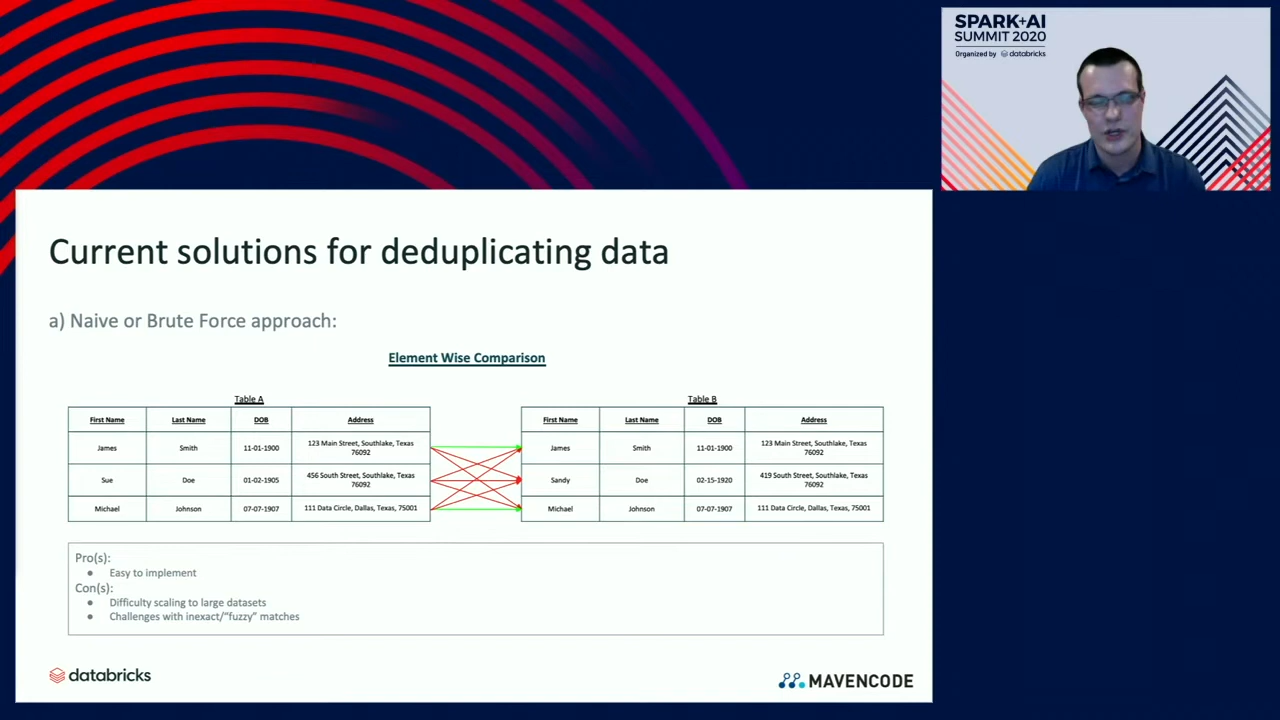 SPARK+AI
SUMMIT 2020
Organized by databricks
Current solutions for deduplicating data
a) Naive or Brute Force approach:
Element Wise Comparison
Table A
First Name Last Name DOB Address
James Smith 11-01-1900 123 Main Street, Southlake, Texas
76092
Sue Doe 01-02-1905 456 South Street, Southlake, Texas
76092
Michael Johnson 07-07-1907 111 Data Circle, Dallas, Texas, 75001
Table B
First Name Last Name DOB Address
James Smith 11-01-1900 123 Main Street, Southlake, Texas
76092
Sandy Doe 02-15-1920 419 South Street, Southlake, Texas
76092
Michael Johnson 07-07-1907 111 Data Circle, Dallas, Texas, 75001
Pro(s):
● Easy to implement
Con(s):
● Difficulty scaling to large datasets
● Challenges with inexact/“fuzzy” matches
databricks
MAVENCODE